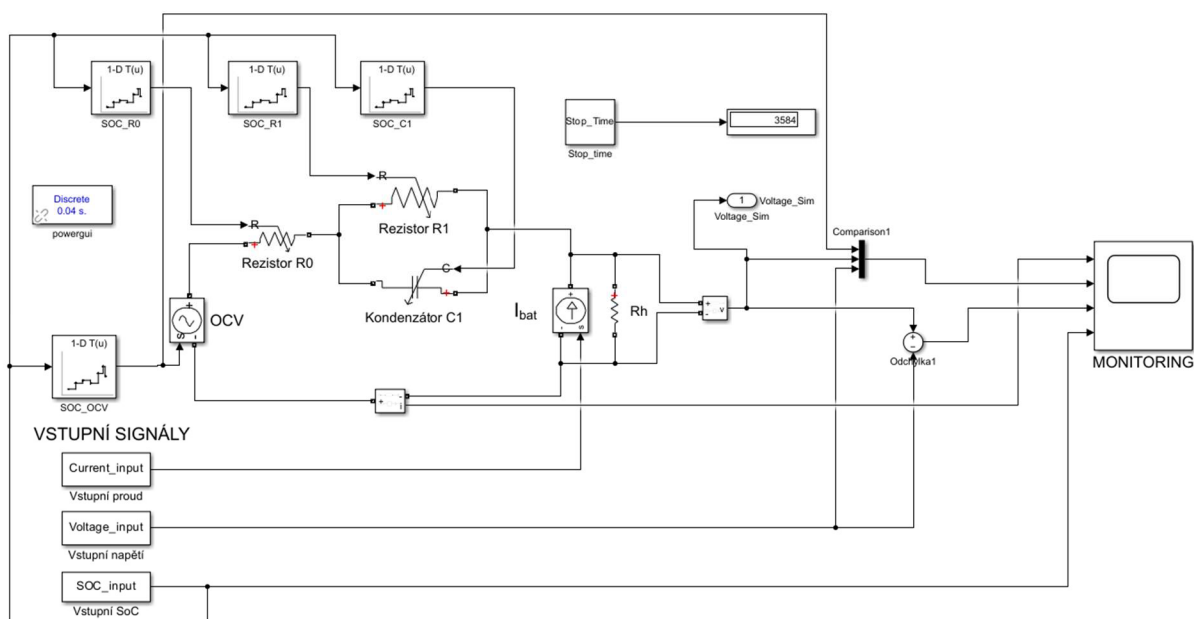 1-D T(u)
SOC_R0
1-D T(u)
SOC_R1
1-D T(u)
SOC_C1
Stop_Time
Stop_time
3584
Discrete
0.04 s.
powergui
R
Rezistor R0
R
Rezistor R1
C
Kondenzátor C1
1
Voltage_Sim
Voltage_Sim
Comparison1
OCV
s
+
-
I bat
+
-
s
Rh
+
-
v
+
−
Odchylka1
MONITORING
1-D T(u)
SOC_OCV
+
-
i
VSTUPNÍ SIGNÁLY
Current_input
Vstupní proud
Voltage_input
Vstupní napětí
SOC_input
Vstupní SoC